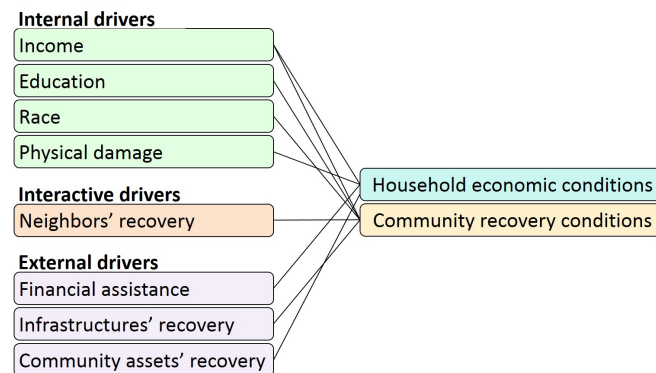 Internal drivers
Income
Education
Race
Physical damage
Interactive drivers
Neighbors’ recovery
External drivers
Financial assistance
Infrastructures’ recovery
Community assets’ recovery
Household economic conditions
Community recovery conditions